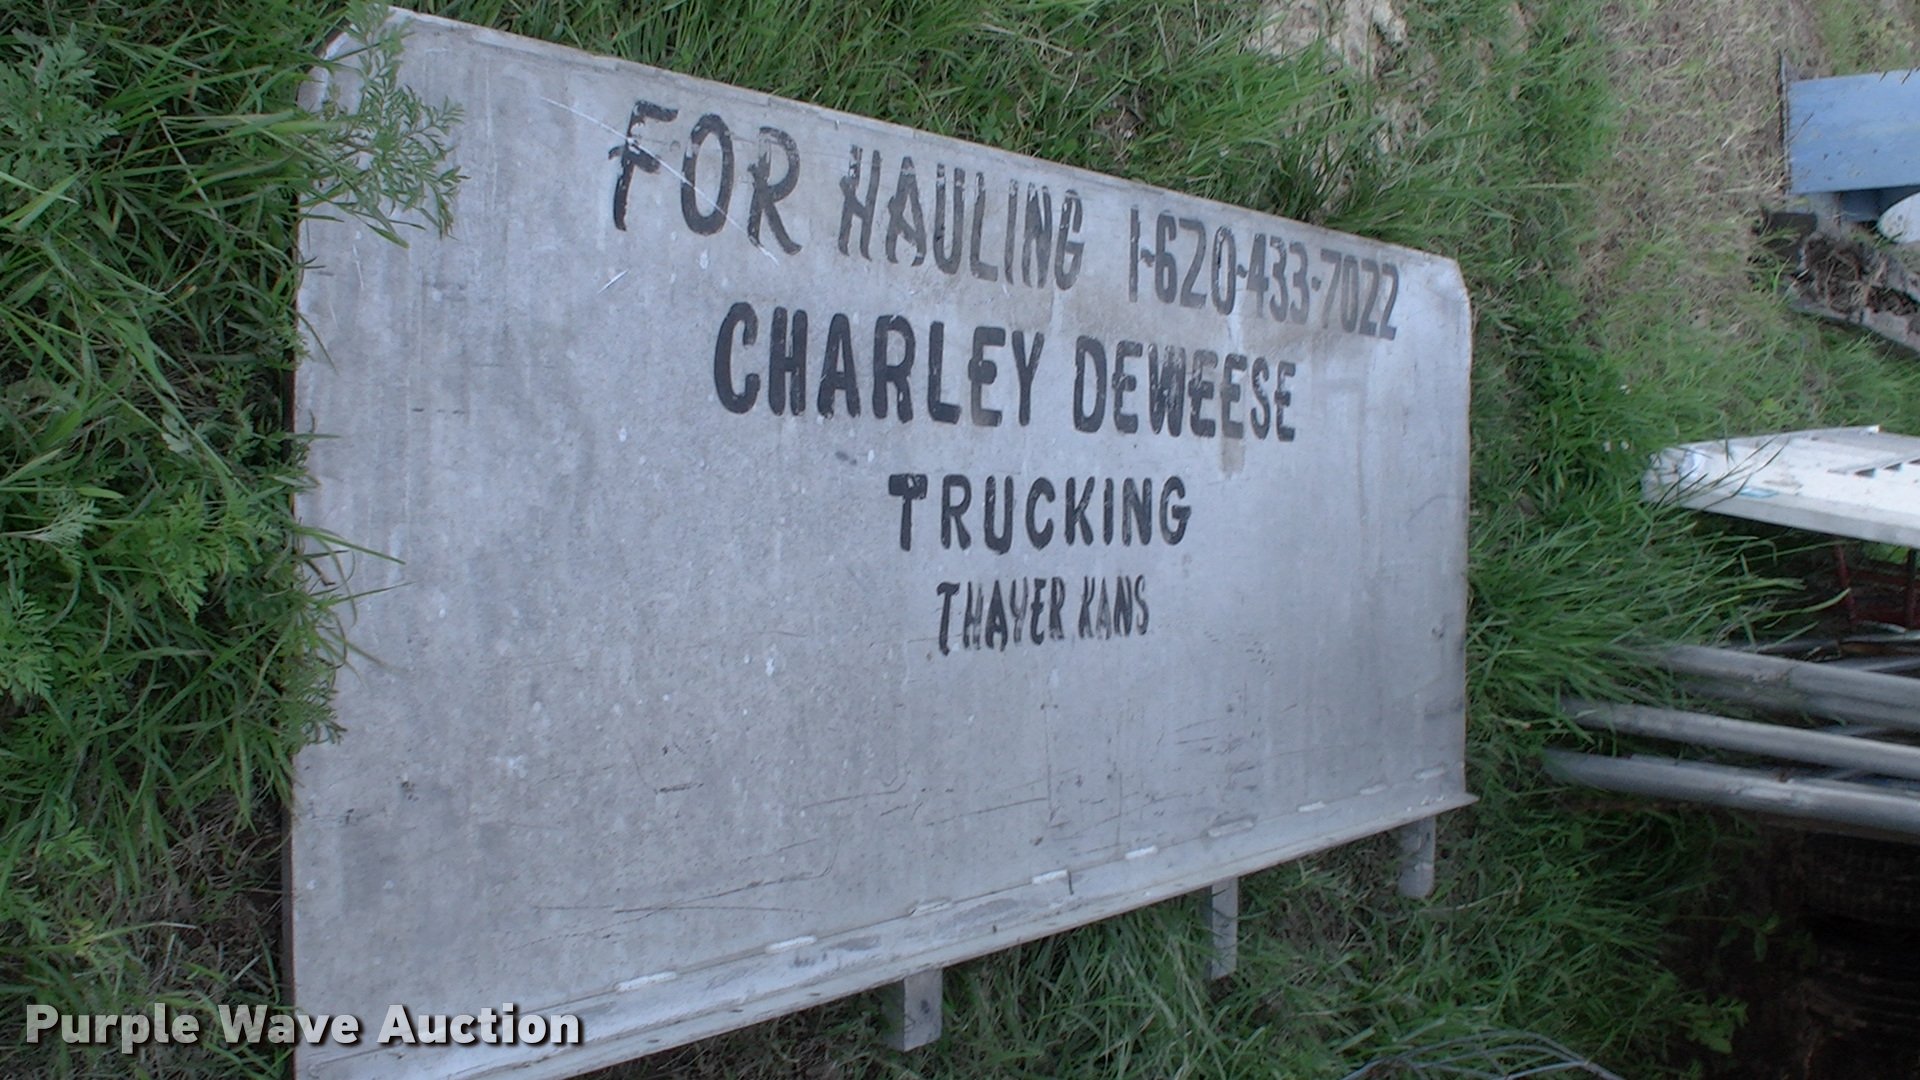 FOR HAULING 1-620-433-7022
CHARLEY DEWEESE
TRUCKING
THAYER KANS
Purple Wave Auction